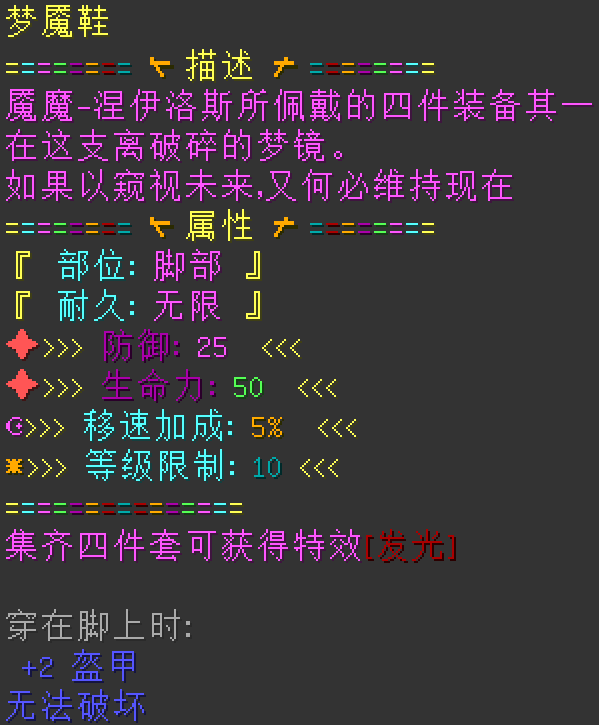 梦魇鞋
======== 描述 ========
魇魔-涅伊洛斯所佩戴的四件装备其一
在这支离破碎的梦镜。
如果以窥视未来,又何必维持现在
======== 属性 ========
『 部位: 脚部 』
『 耐久: 无限 』
>>> 防御: 25 <<<
>>> 生命力: 50 <<<
☪>>> 移速加成: 5% <<<
>>> 等级限制: 10 <<<
===============
集齐四件套可获得特效[发光]
穿在脚上时:
+2 盔甲
无法破坏